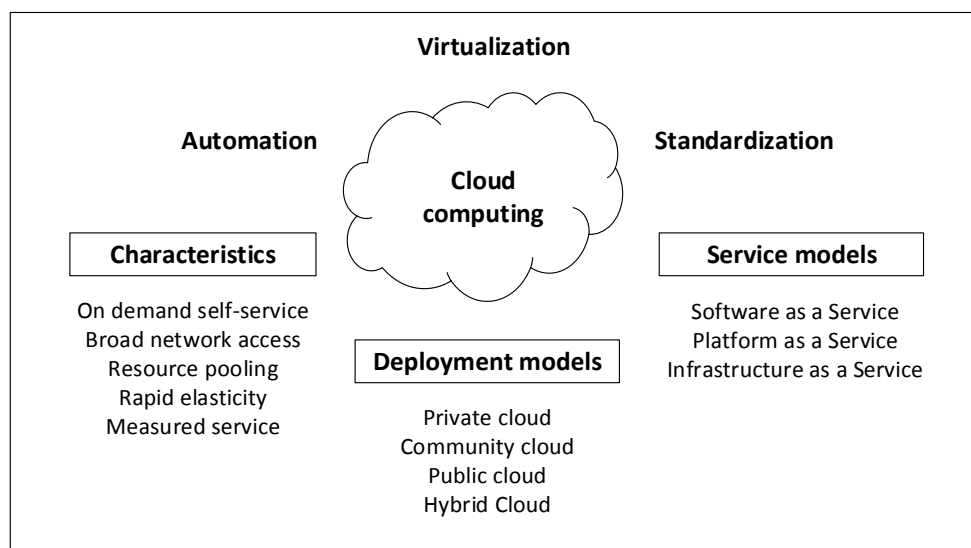 Virtualization
Automation
Standardization
Cloud
computing
Characteristics
On demand self-service
Broad network access
Resource pooling
Rapid elasticity
Measured service
Deployment models
Private cloud
Community cloud
Public cloud
Hybrid Cloud
Service models
Software as a Service
Platform as a Service
Infrastructure as a Service